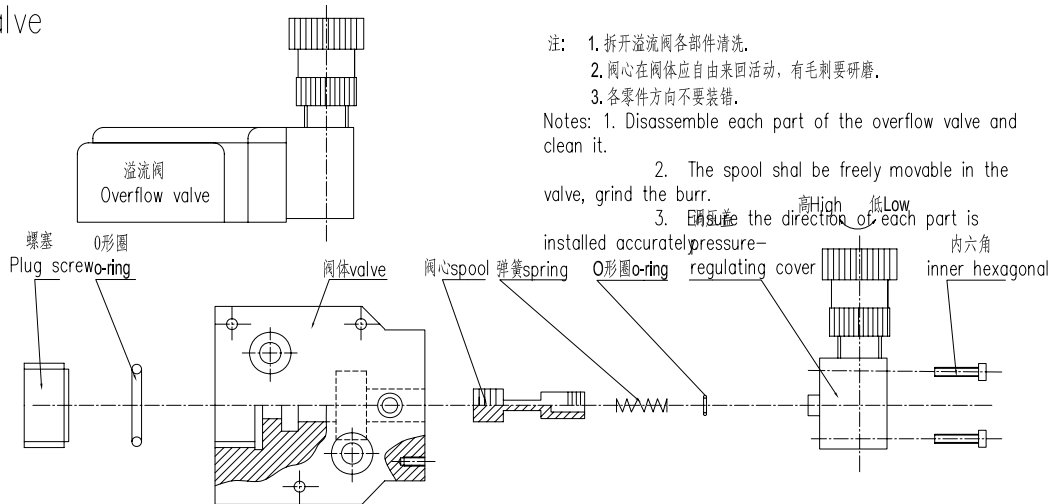 alve
注: 1. 拆开溢流阀各部件清洗.
2. 阀心在阀体应自由来回活动，有毛刺要研磨.
3. 各零件方向不要装错.
Notes: 1. Disassemble each part of the overflow valve and
clean it.
2. The spool shal be freely movable in the
valve, grind the burr.
3. Ensure the direction of each part is
installed accurately
溢流阀
Overflow valve
高High 低Low
螺塞
Plug screw
O形圈
o-ring
阀体valve
阀心spool
弹簧spring
O形圈o-ring
调压盖
pressure-
regulating cover
内六角
inner hexagonal